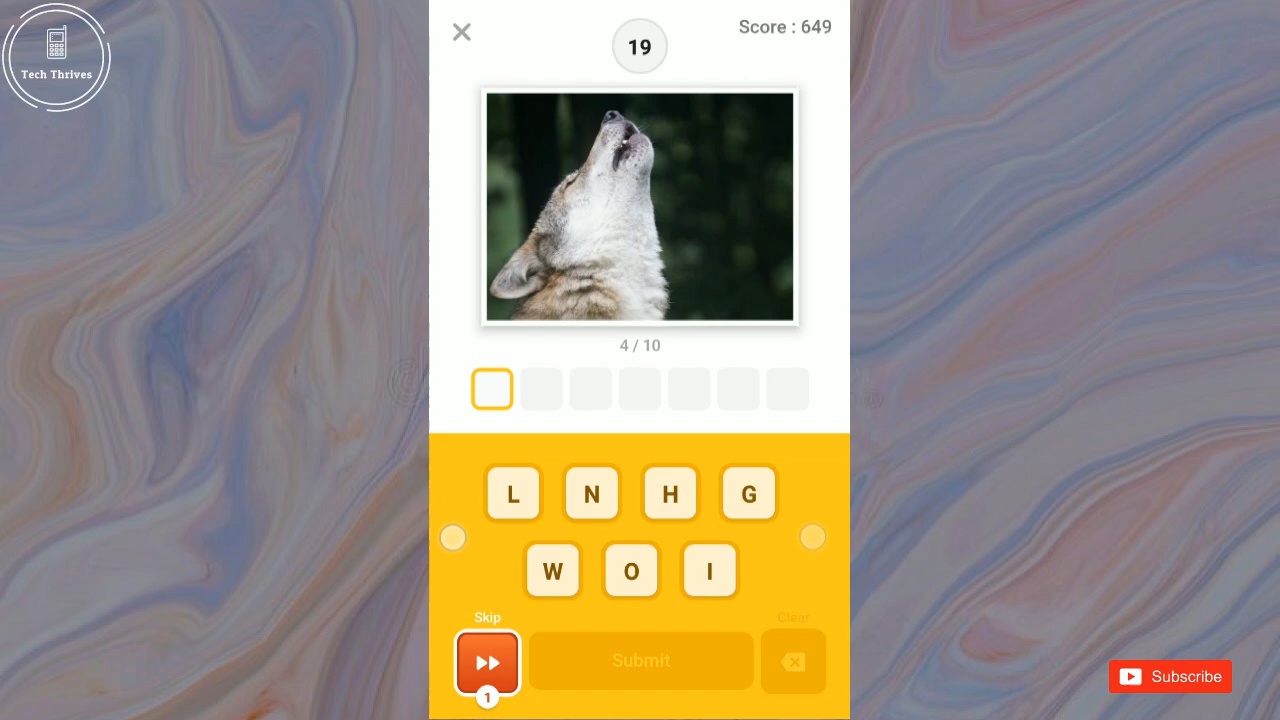 Tech Thrives
19
Score : 649
4 / 10
L N H G
W O I
Skip
Clear
Submit
1
Subscribe